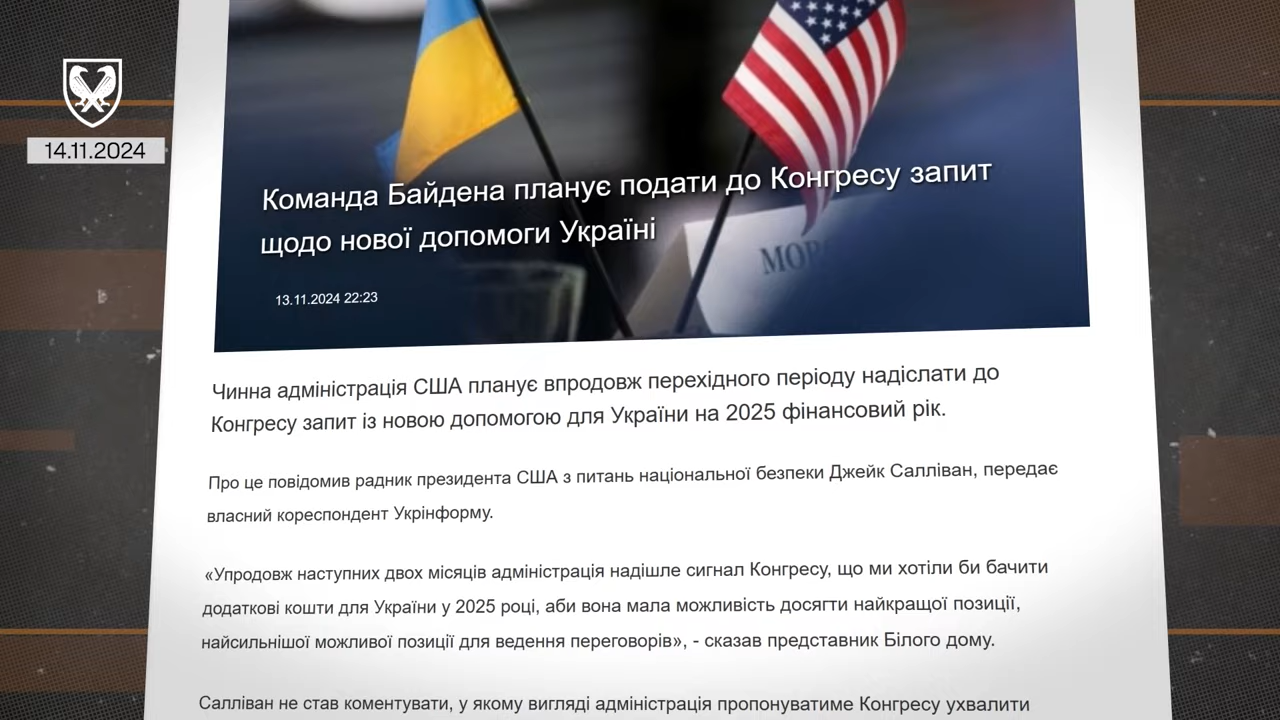 14.11.2024
Команда Байдена планує подати до Конгресу запит
щодо нової допомоги Україні
13.11.2024 22:23
Чинна адміністрація США планує впродовж перехідного періоду надіслати до
Конгресу запит із новою допомогою для України на 2025 фінансовий рік.
Про це повідомив радник президента США з питань національної безпеки Джейк Салліван, передає
власний кореспондент Укрінформу.
«Упродовж наступних двох місяців адміністрація надішле сигнал Конгресу, що ми хотіли би бачити
додаткові кошти для України у 2025 році, аби вона мала можливість досягти найкращої позиції,
найсильнішої можливої позиції для ведення переговорів», - сказав представник Білого дому.
Салліван не став коментувати, у якому вигляді адміністрація пропонуватиме Конгресу ухвалити